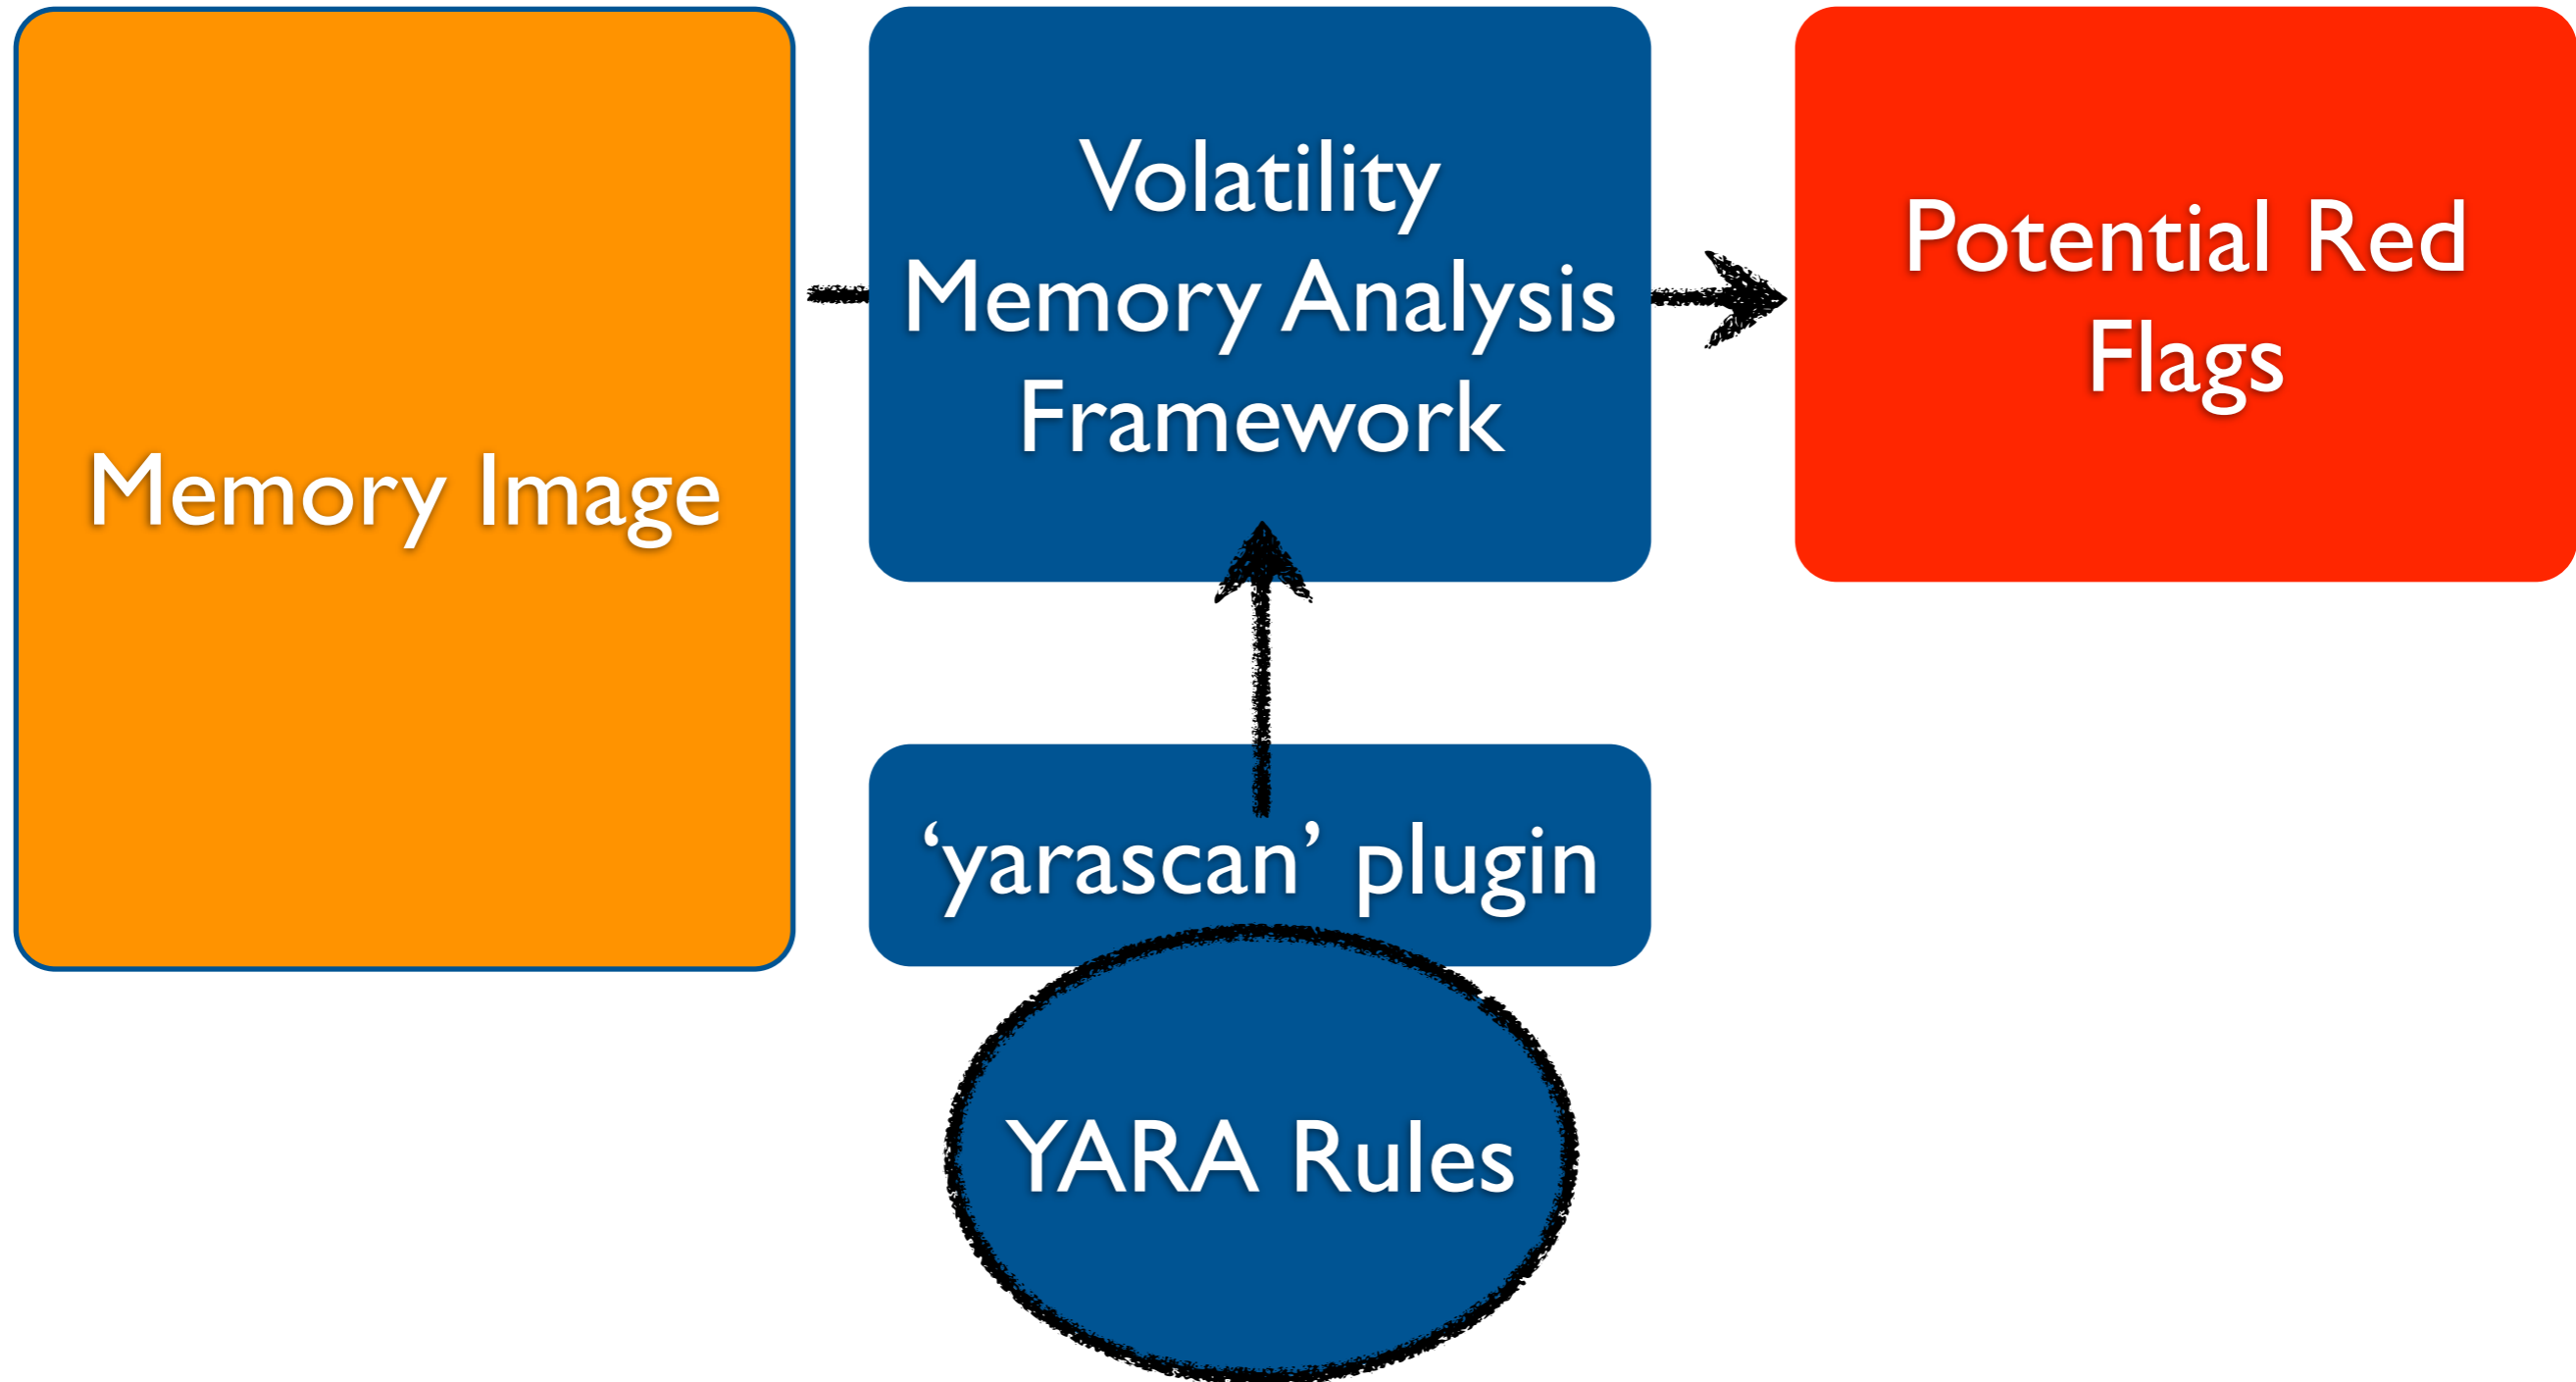 Memory Image
Volatility
Memory Analysis
Framework
Potential Red
Flags
‘yarascan’ plugin
YARA Rules